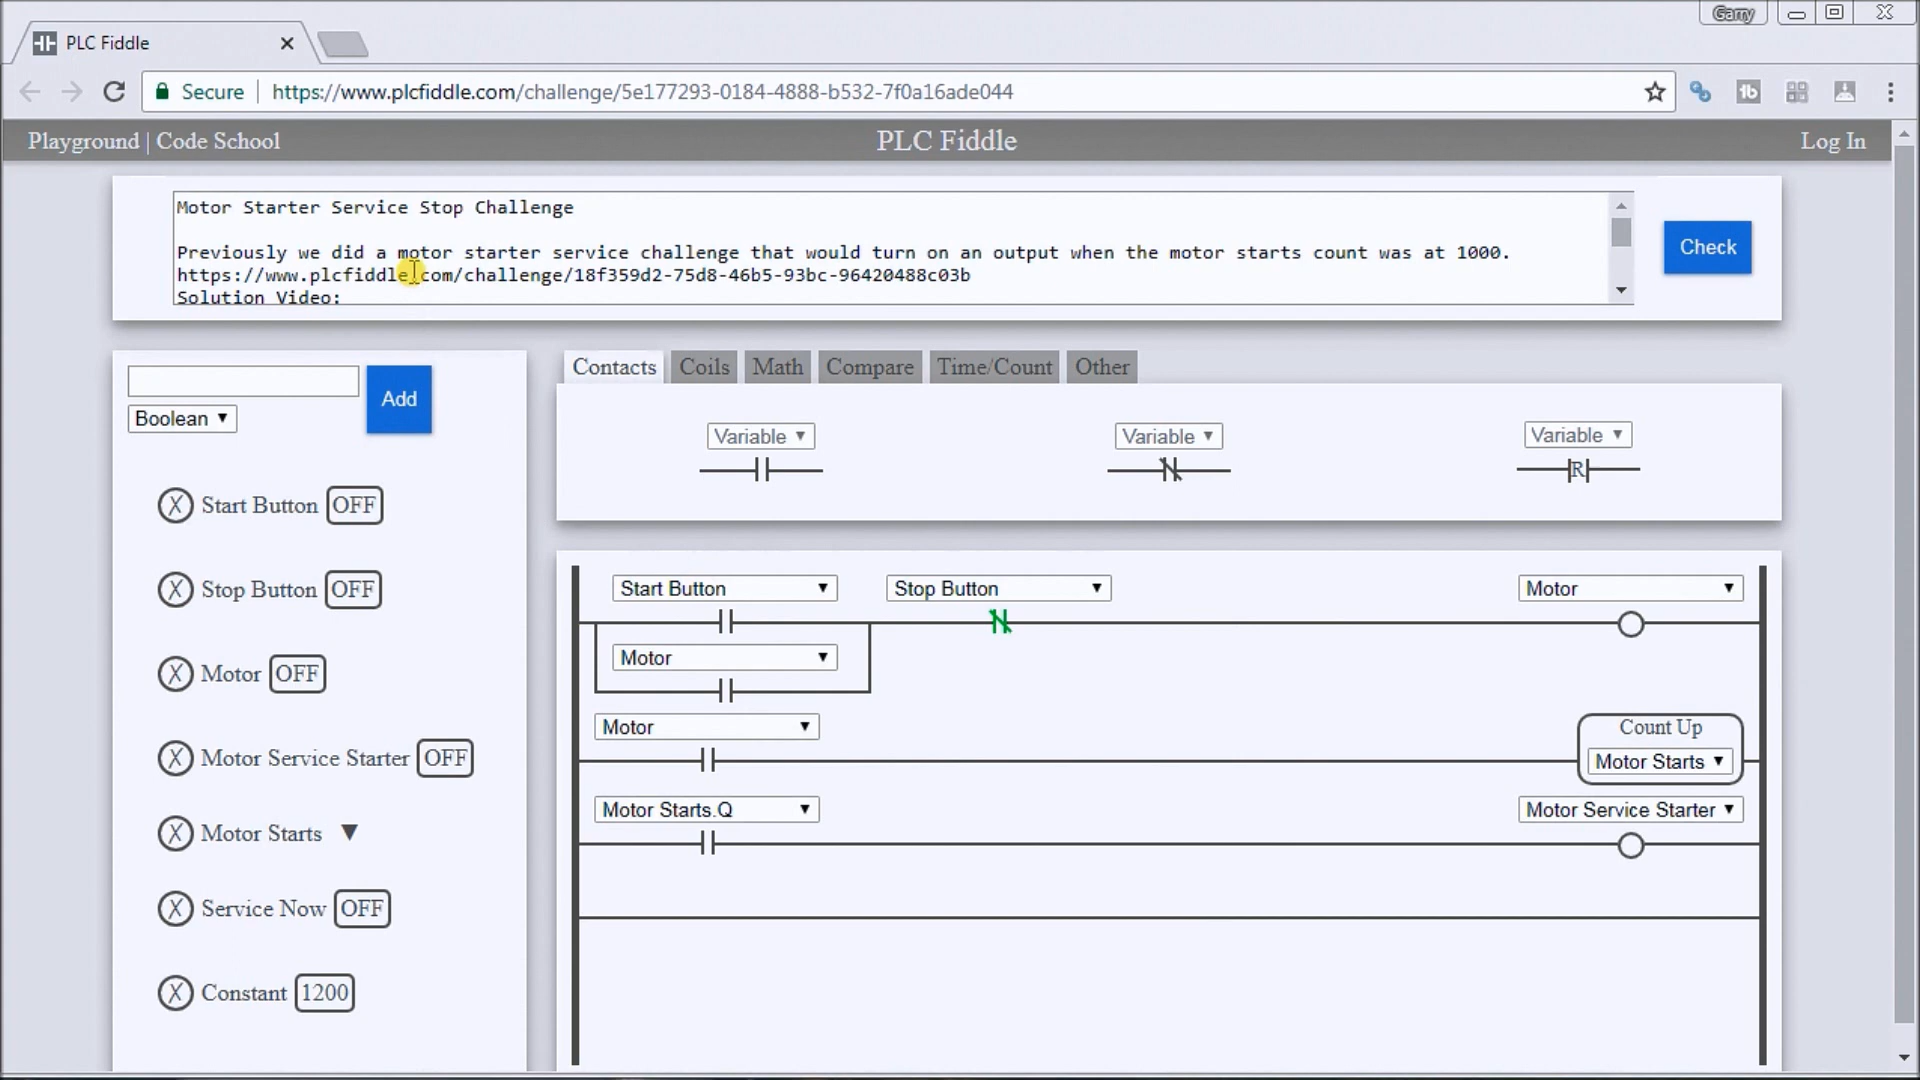 Garry
PLC Fiddle
Secure https://www.plcfiddle.com/challenge/5e177293-0184-4888-b532-7f0a16ade044
Playground | Code School
PLC Fiddle
Log In
Motor Starter Service Stop Challenge
Previously we did a motor starter service challenge that would turn on an output when the motor starts count was at 1000.
https://www.plcfiddle.com/challenge/18f359d2-75d8-46b5-93bc-96420488c03b
Solution Video:
Check
Boolean
Add
Start Button OFF
Stop Button OFF
Motor OFF
Motor Service Starter OFF
Motor Starts
Service Now OFF
Constant 1200
Contacts Coils Math Compare Time/Count Other
Variable Variable Variable
R
Start Button Stop Button Motor
Motor
Motor Count Up
Motor Starts
Motor Starts.Q Motor Service Starter